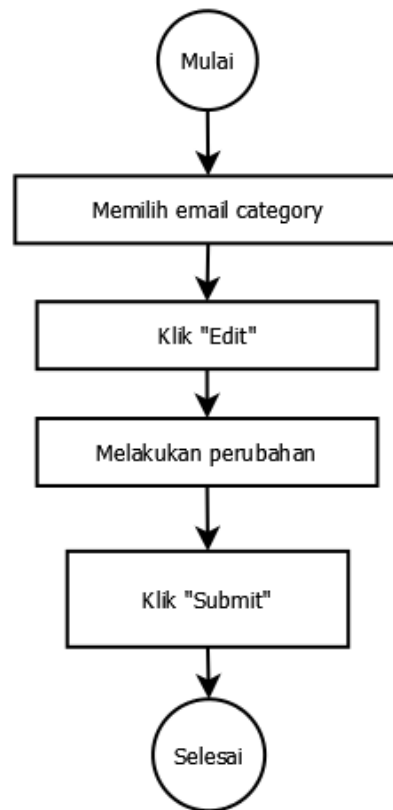 Mulai
Memilih email category
Klik "Edit"
Melakukan perubahan
Klik "Submit"
Selesai